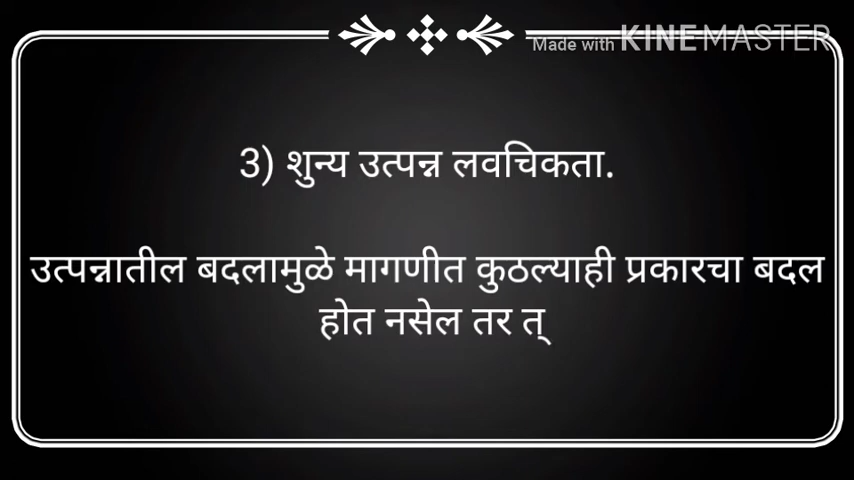 Made with KINEMASTER
3) शुन्य उत्पन्न लवचिकता.
उत्पन्नातील बदलामुळे मागणीत कुठल्याही प्रकारचा बदल
होत नसेल तर त्